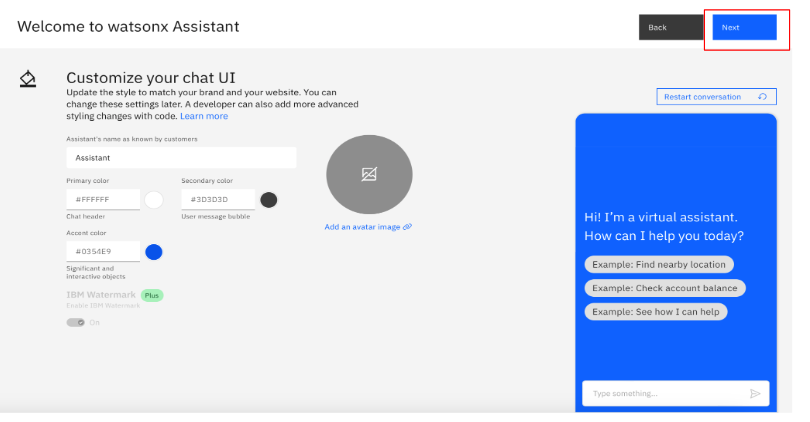 Welcome to watsonx Assistant
Back
Next
Customize your chat UI
Update the style to match your brand and your website. You can
change these settings later. A developer can also add more advanced
styling changes with code. Learn more
Restart conversation
Assistant's name as known by customers
Assistant
Primary color
Secondary color
#FFFFFF
#3D3D3D
Chat header
User message bubble
Add an avatar image
Accent color
#0354E9
Significant and
interactive objects
IBM Watermark Plus
Enable IBM Watermark
On
Hi! I'm a virtual assistant.
How can I help you today?
Example: Find nearby location
Example: Check account balance
Example: See how I can help
Type something...